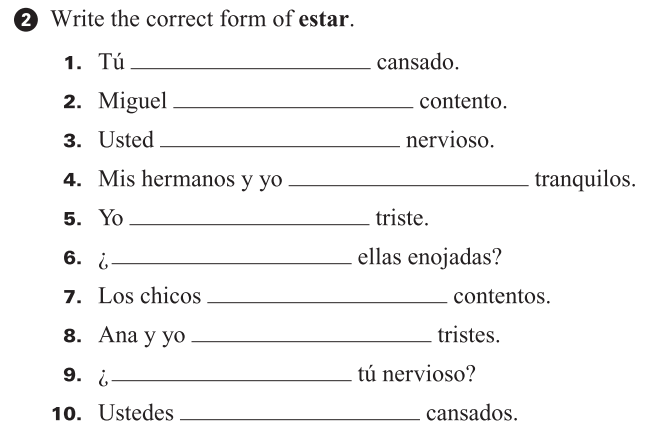 2 Write the correct form of estar.
1. Tú ____________________ cansado.
2. Miguel ____________________ contento.
3. Usted ____________________ nervioso.
4. Mis hermanos y yo ____________________ tranquilos.
5. Yo ____________________ triste.
6. ¿____________________ ellas enojadas?
7. Los chicos ____________________ contentos.
8. Ana y yo ____________________ tristes.
9. ¿____________________ tú nervioso?
10. Ustedes ____________________ cansados.